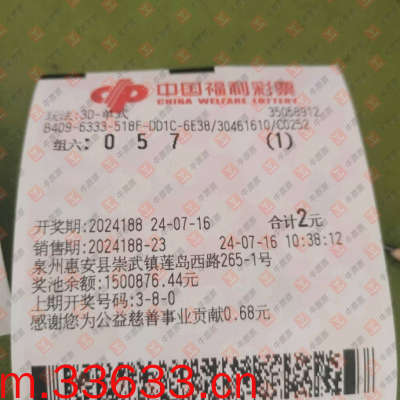 中国福利彩票
CHINA WELFARE LOTTERY
玩法:3D-单式 35058912
B4D9-6333-518F-DD1C-6E38/30461610/C0252
组六: 0 5 7 (1)
开奖期:2024188 24-07-16 合计2元
销售期:2024188-23 24-07-16 10:38:12
泉州惠安县崇武镇莲岛西路265-1号
奖池余额:1500876.44元
上期开奖号码:3-8-0
感谢您为公益慈善事业贡献0.68元
m.33633.cn